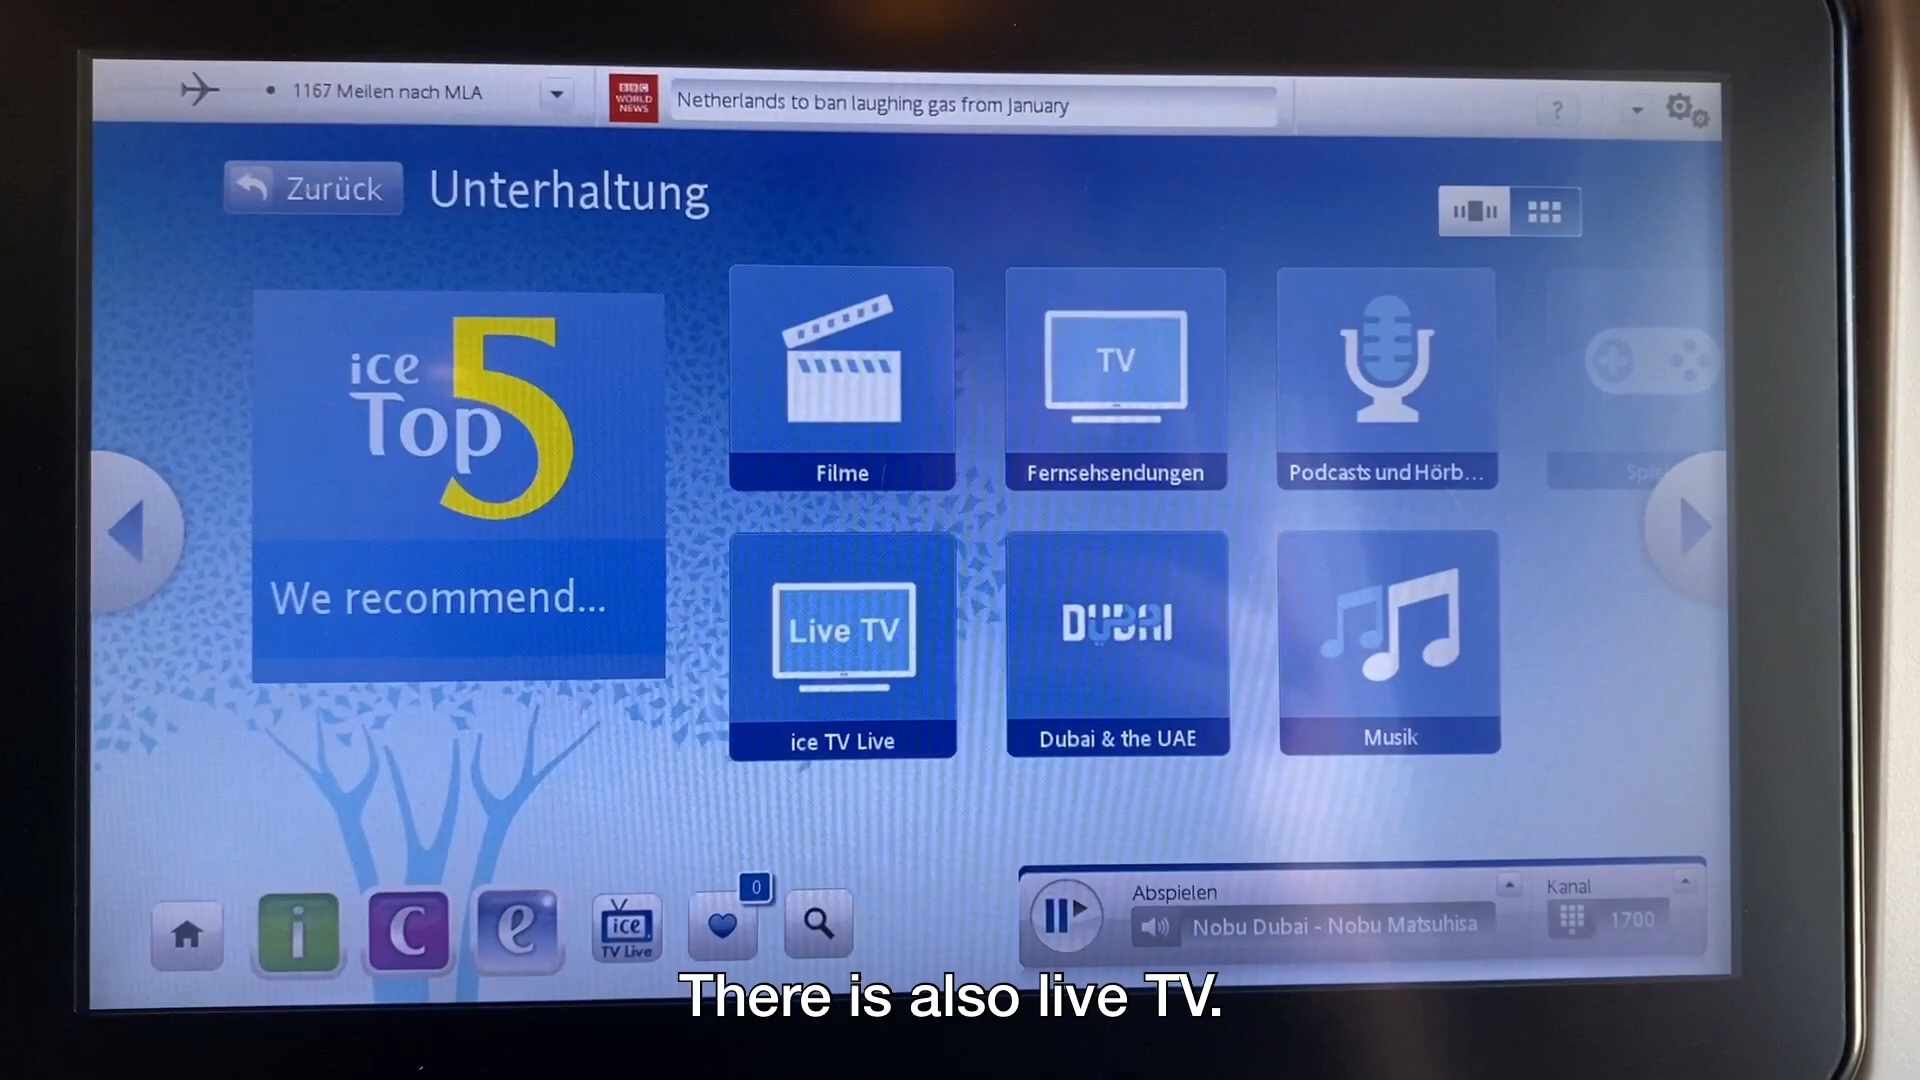 1167 Meilen nach MLA
BBC
WORLD
NEWS
Netherlands to ban laughing gas from January
?
Zurück
Unterhaltung
ice
Top 5
We recommend...
Filme
TV
Fernsehsendungen
Podcasts und Hörb...
Live TV
ice TV Live
DUBAI
Dubai & the UAE
Musik
i
c
e
ice
TV Live
0
Abspielen
Nobu Dubai - Nobu Matsuhisa
Kanal
1700
There is also live TV.